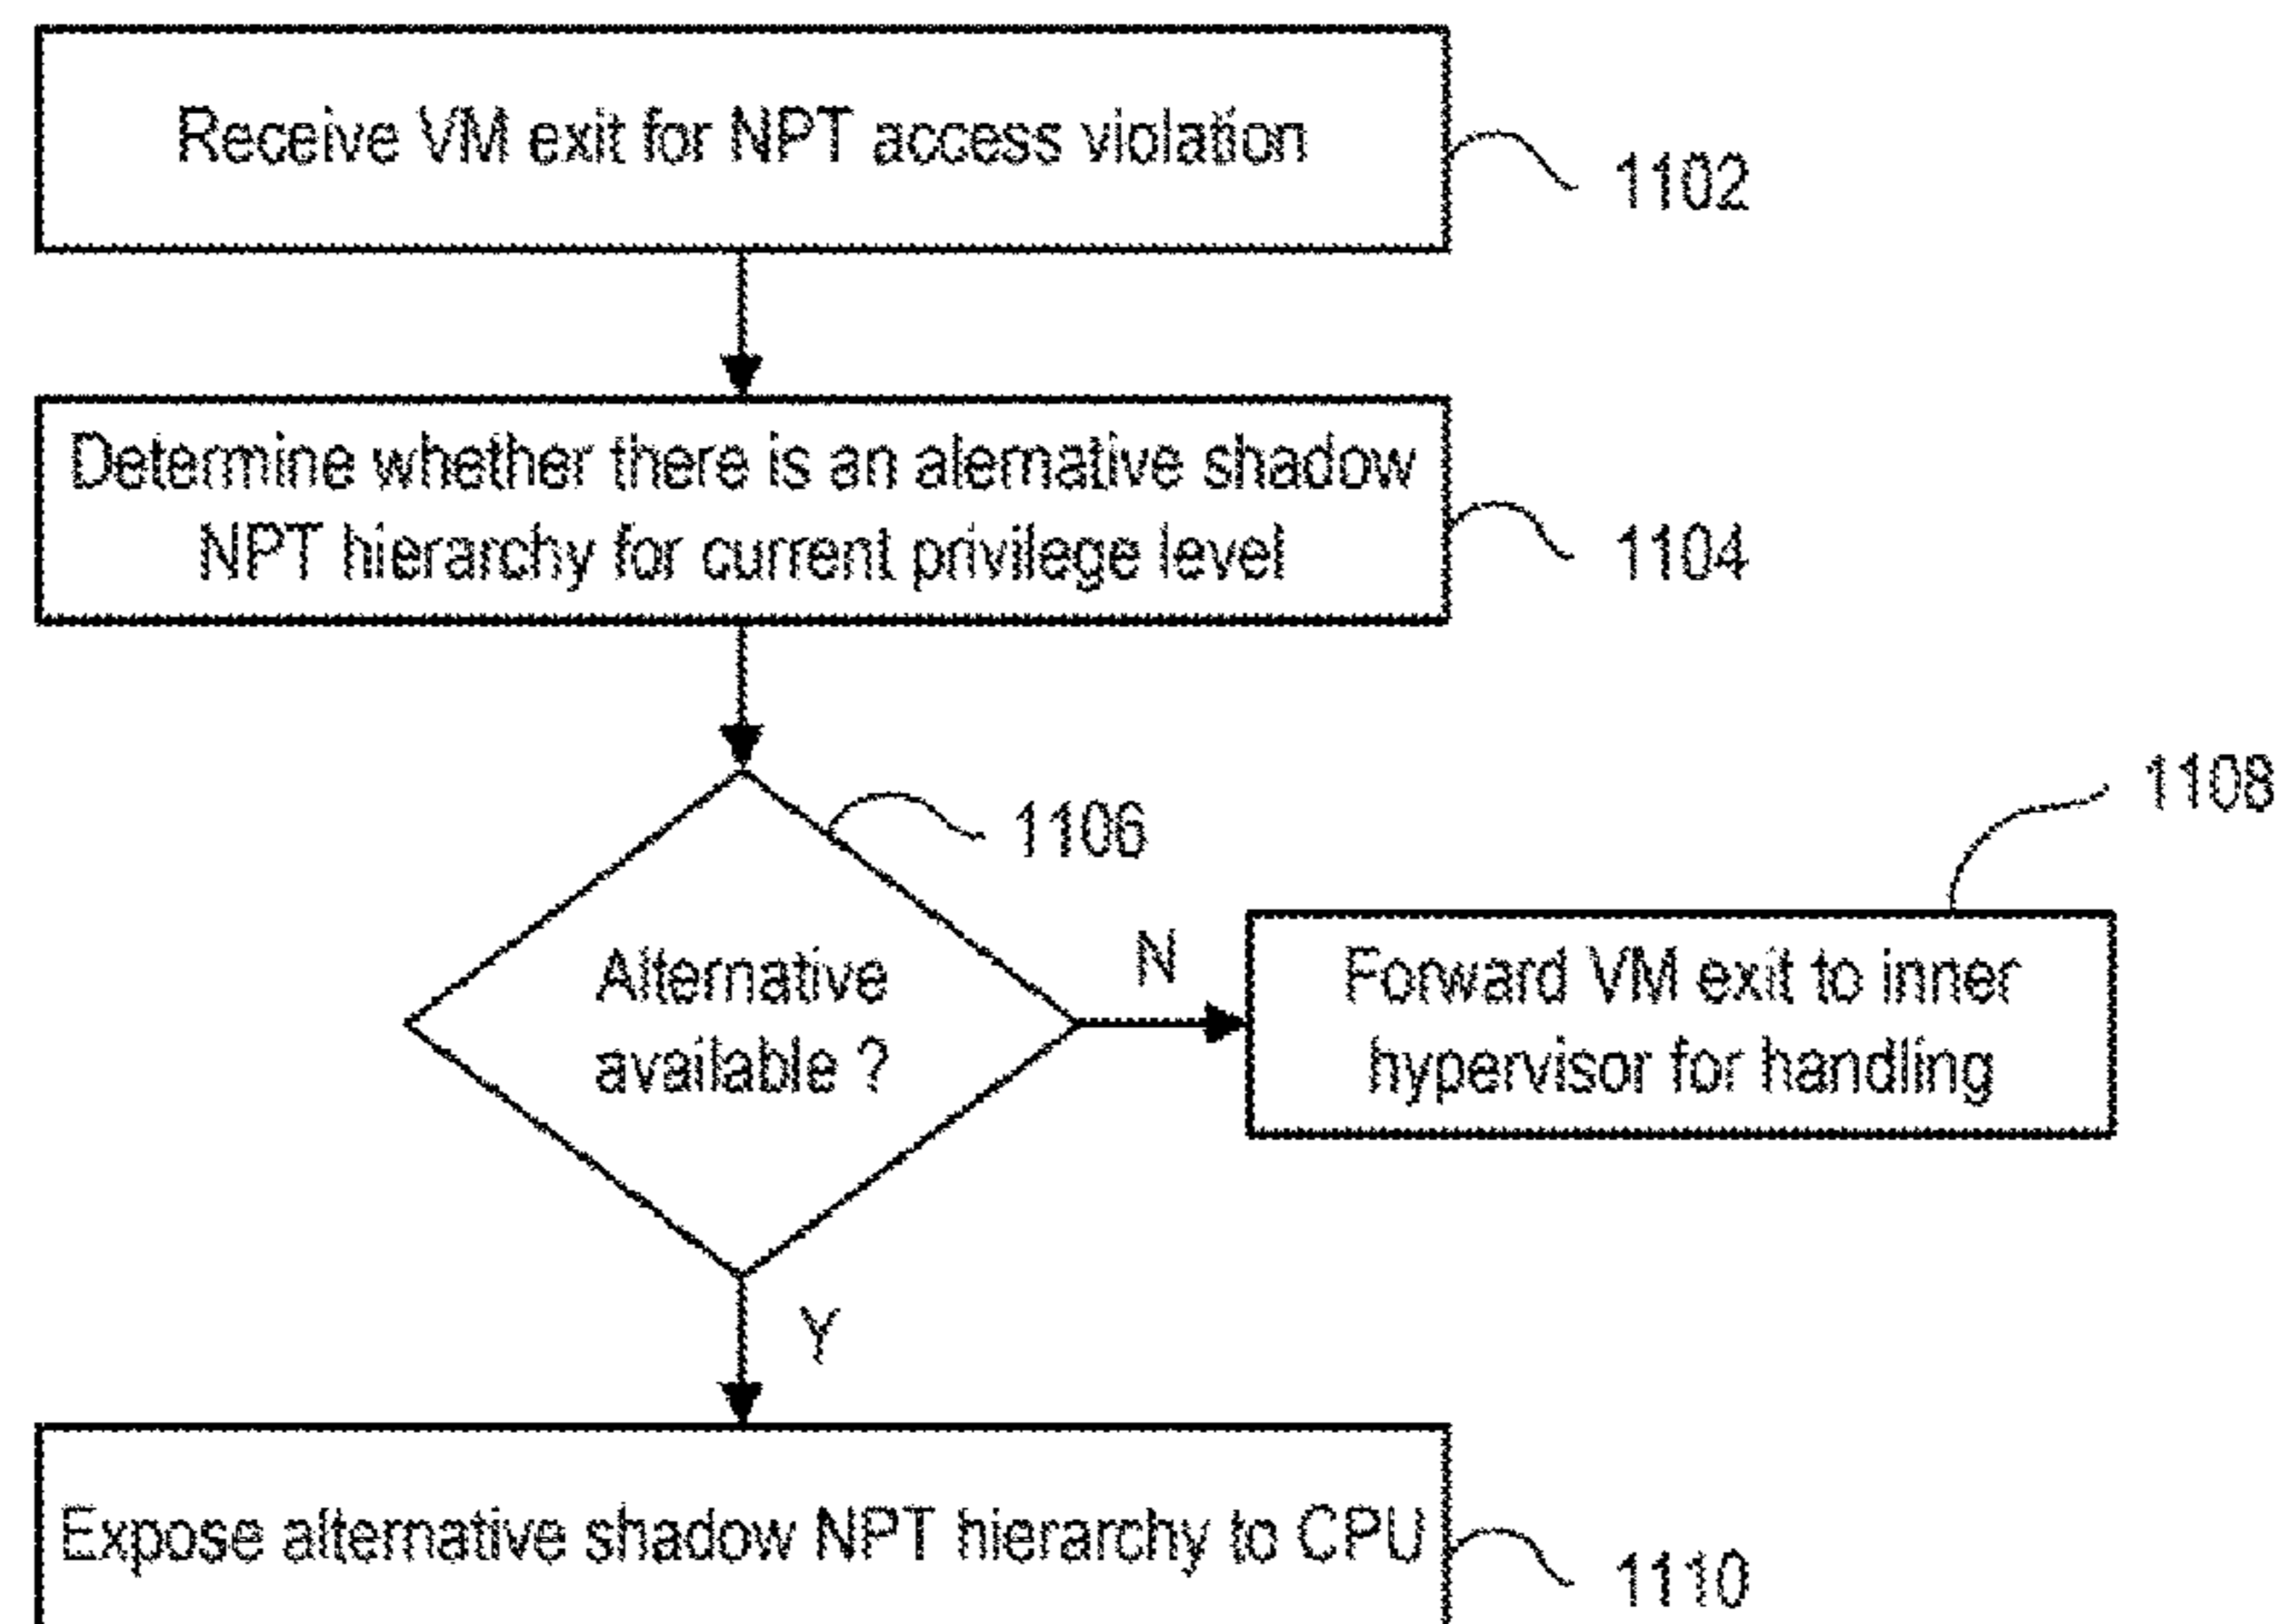 Receive VM exit for NPT access violation
1102
Determine whether there is an alernative shadow
NPT hierarchy for current privilege level
1104
1106
1108
Alternative
available ?
N
Forward VM exit to inner
hypervisor for handling
Y
Expose alternative shadow NPT hierarchy to CPU
1110